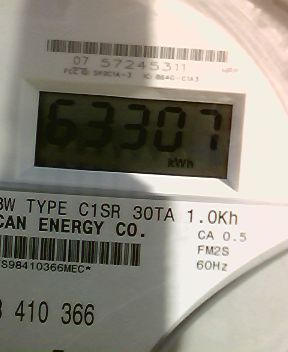 07 57245311
63307
kWh
3W TYPE C1SR 30TA 1.0Kh
CAN ENERGY CO.
CA 0.5
FM2S
60Hz
S98410366MEC*
410 366